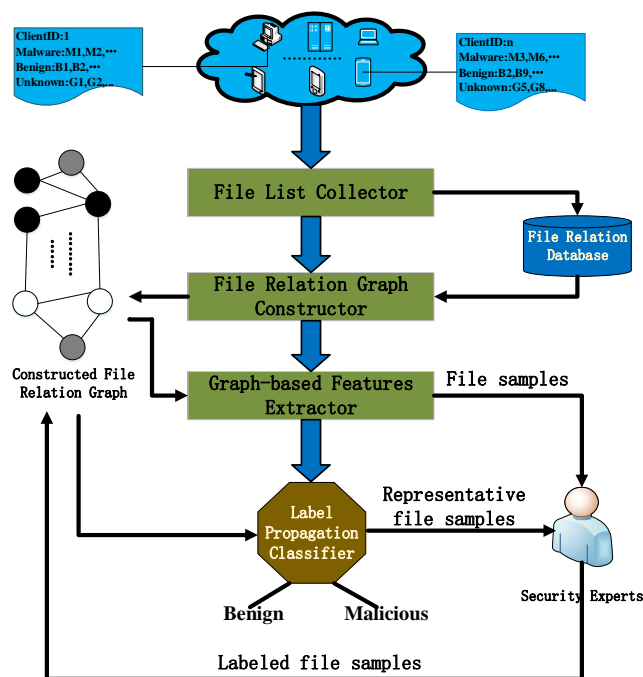 ClientID:1
Malware:M1,M2,···
Benign:B1,B2,···
Unknown:G1,G2,...
ClientID:n
Malware:M3,M6,···
Benign:B2,B9,···
Unknown:G5,G8,...
File List Collector
File Relation
Database
File Relation Graph
Constructor
Constructed File
Relation Graph
Graph-based Features
Extractor
File samples
Label
Propagation
Classifier
Representative
file samples
Security Experts
Benign
Malicious
Labeled file samples